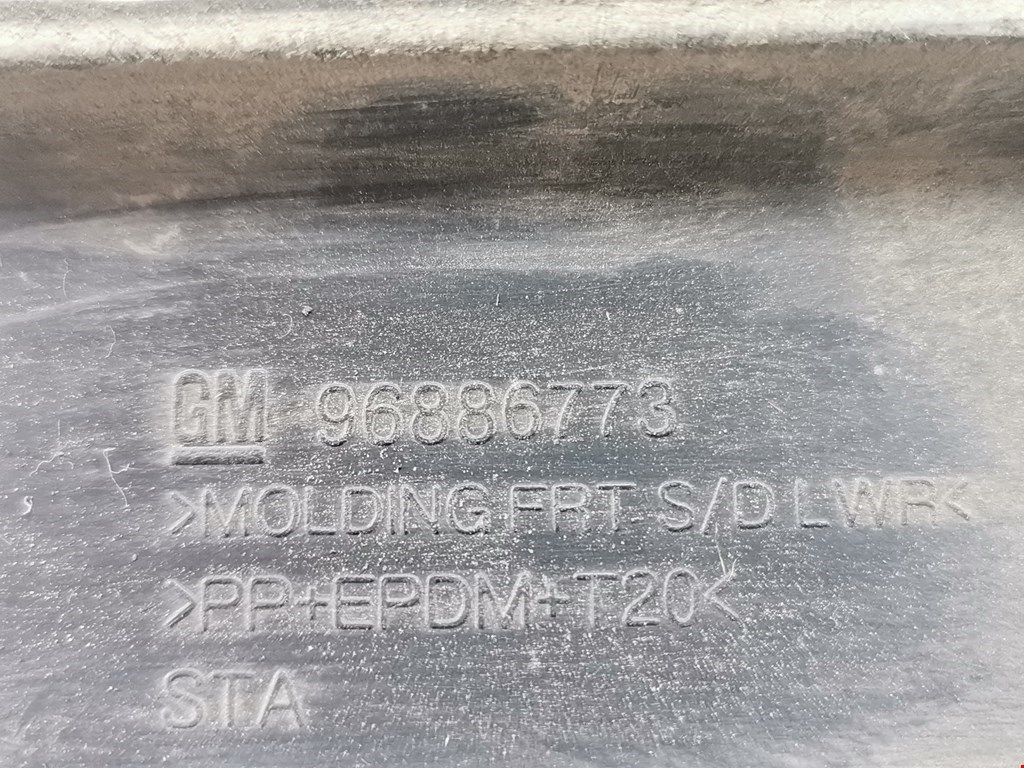 GM 96886773
>MOLDING FRT S/D LWR<
>PP+EPDM+T20<
STA